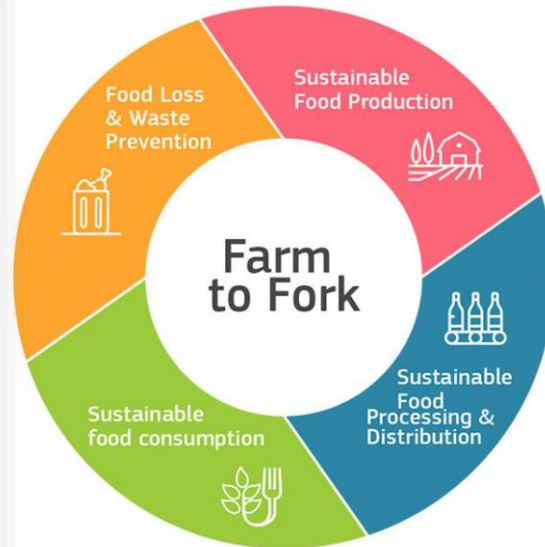 Food Loss
& Waste
Prevention
Sustainable
Food Production
Farm
to Fork
Sustainable
Food
Processing &
Distribution
Sustainable
food consumption